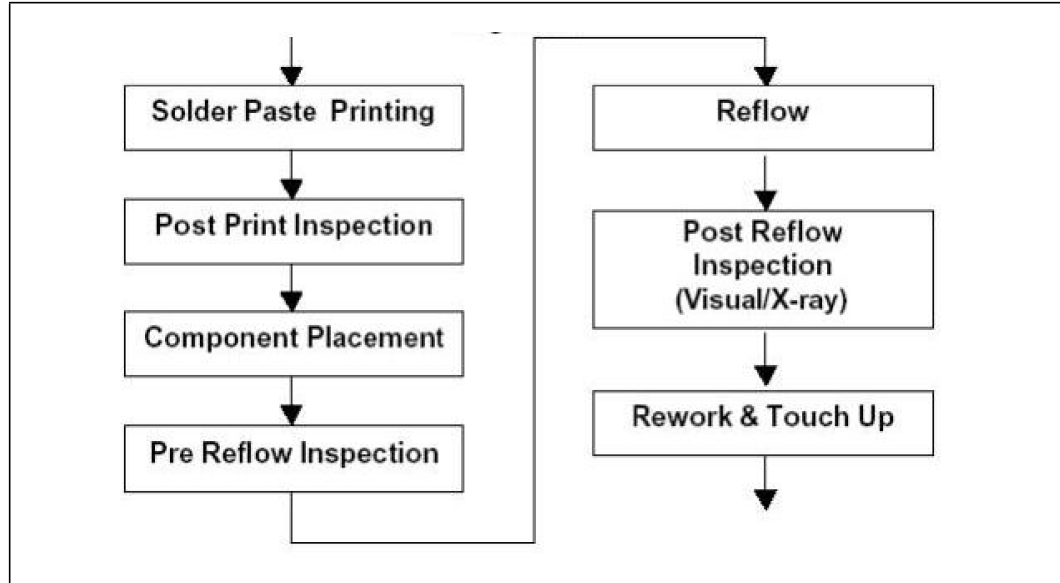 Solder Paste Printing
Post Print Inspection
Component Placement
Pre Reflow Inspection
Reflow
Post Reflow
Inspection
(Visual/X-ray)
Rework & Touch Up